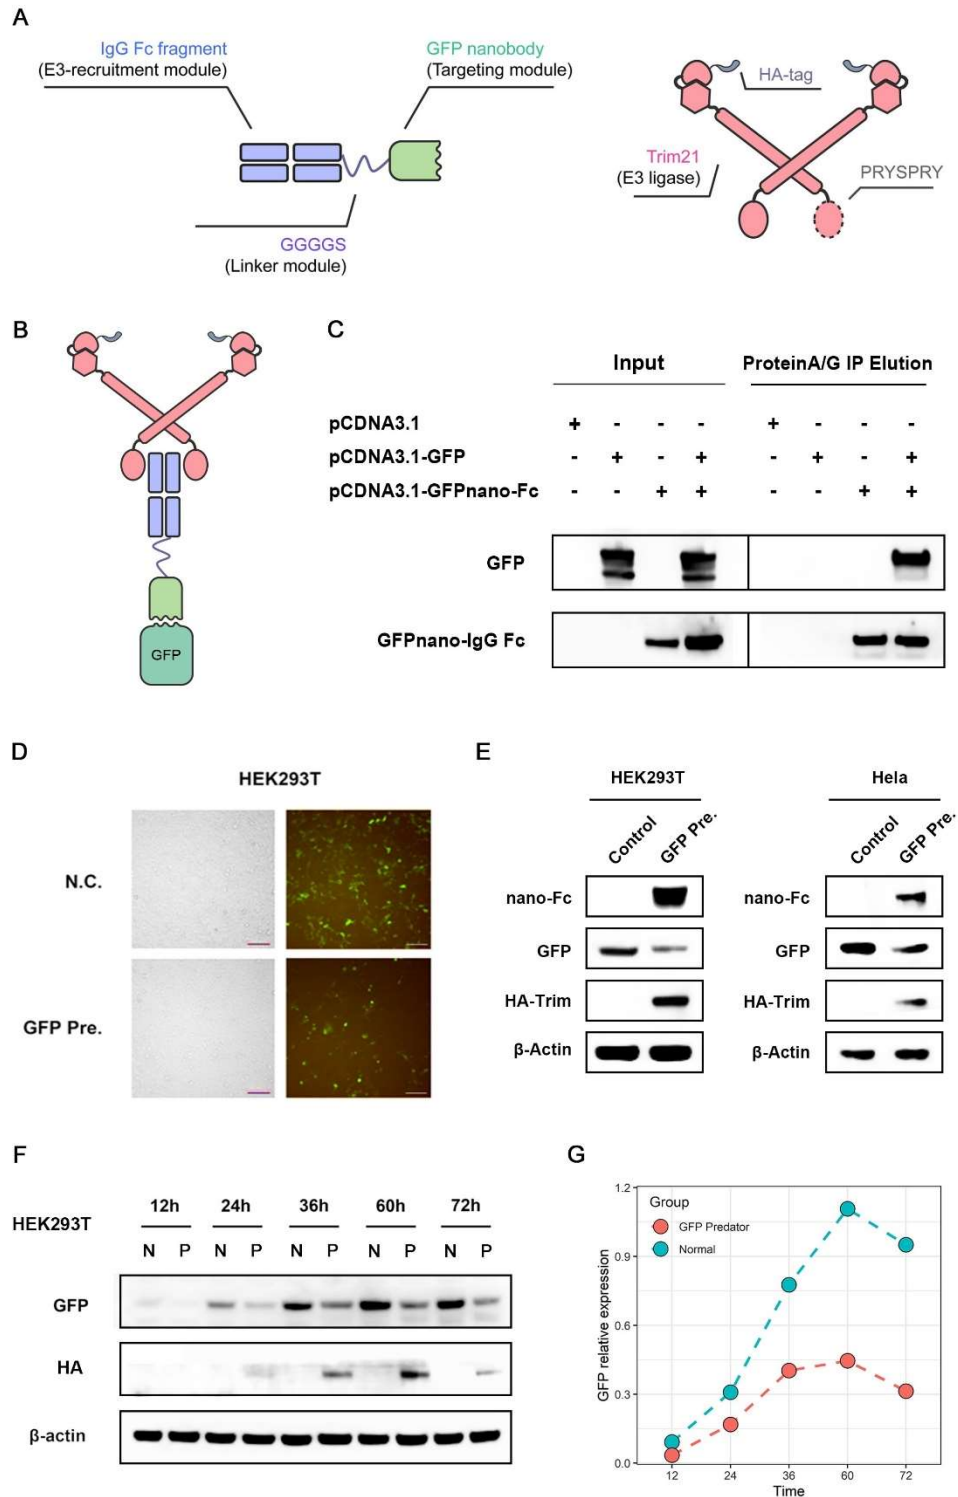 A
IgG Fc fragment
(E3-recruitment module)
GFP nanobody
(Targeting module)
GGGGS
(Linker module)
HA-tag
Trim21
(E3 ligase)
PRYSPRY
B
GFP
C
Input ProteinA/G IP Elution
pCDNA3.1 + - - - + - - -
pCDNA3.1-GFP - + - + - + - +
pCDNA3.1-GFPnano-Fc - - + + - - + +
GFP
GFPnano-IgG Fc
D
HEK293T
N.C.
GFP Pre.
E
HEK293T Hela
Control GFP Pre. Control GFP Pre.
nano-Fc nano-Fc
GFP GFP
HA-Trim HA-Trim
β-Actin β-Actin
F
12h 24h 36h 60h 72h
HEK293T
N P N P N P N P N P
GFP
HA
β-actin
G
Group
GFP Predator
Normal
GFP relative expression
1.2
0.9
0.6
0.3
0.0
12 24 36 60 72
Time